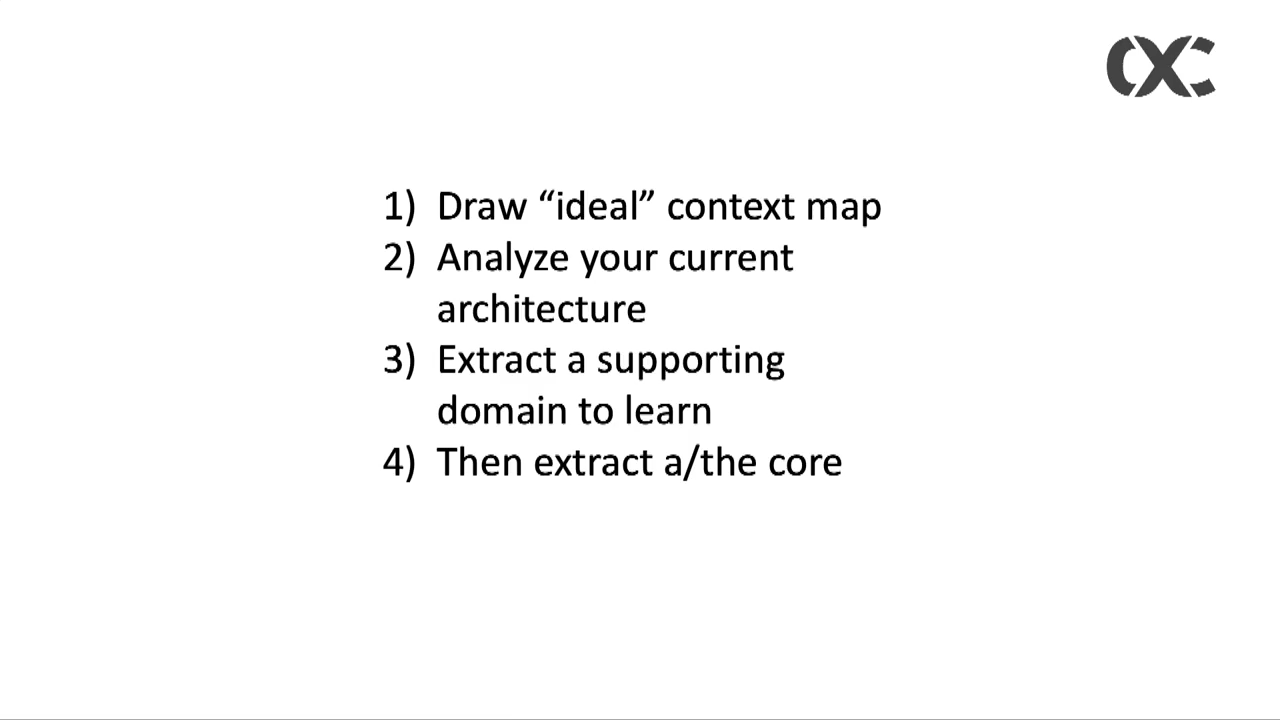 1) Draw “ideal” context map
2) Analyze your current
architecture
3) Extract a supporting
domain to learn
4) Then extract a/the core